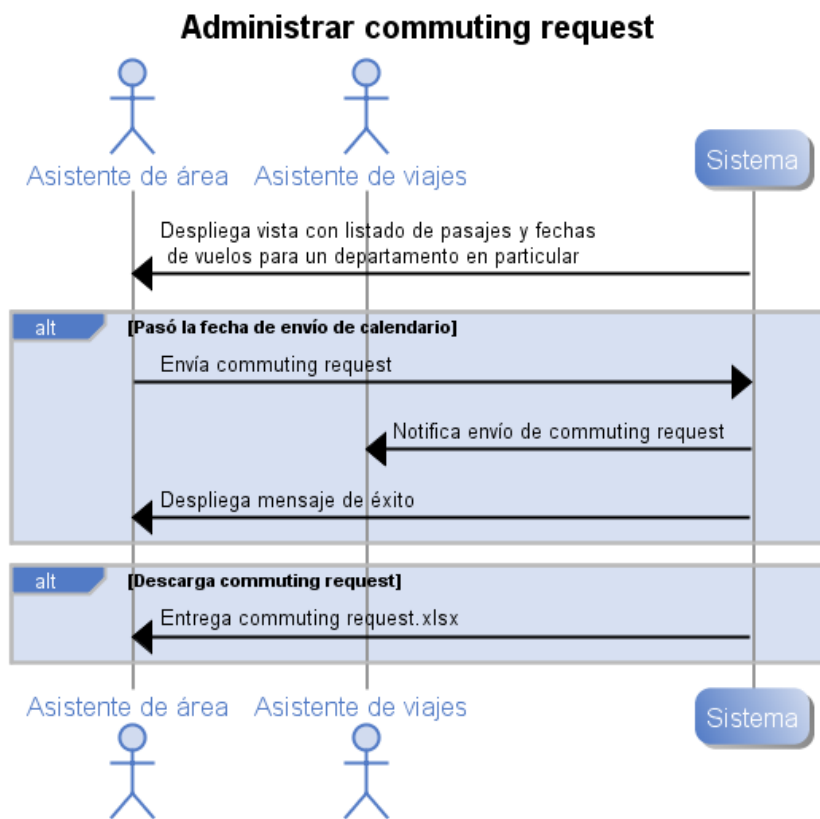 Administrar commuting request
Asistente de área
Asistente de viajes
Sistema
Despliega vista con listado de pasajes y fechas
de vuelos para un departamento en particular
alt
[Pasó la fecha de envío de calendario]
Envía commuting request
Notifica envío de commuting request
Despliega mensaje de éxito
alt
[Descarga commuting request]
Entrega commuting request.xlsx
Asistente de área
Asistente de viajes
Sistema